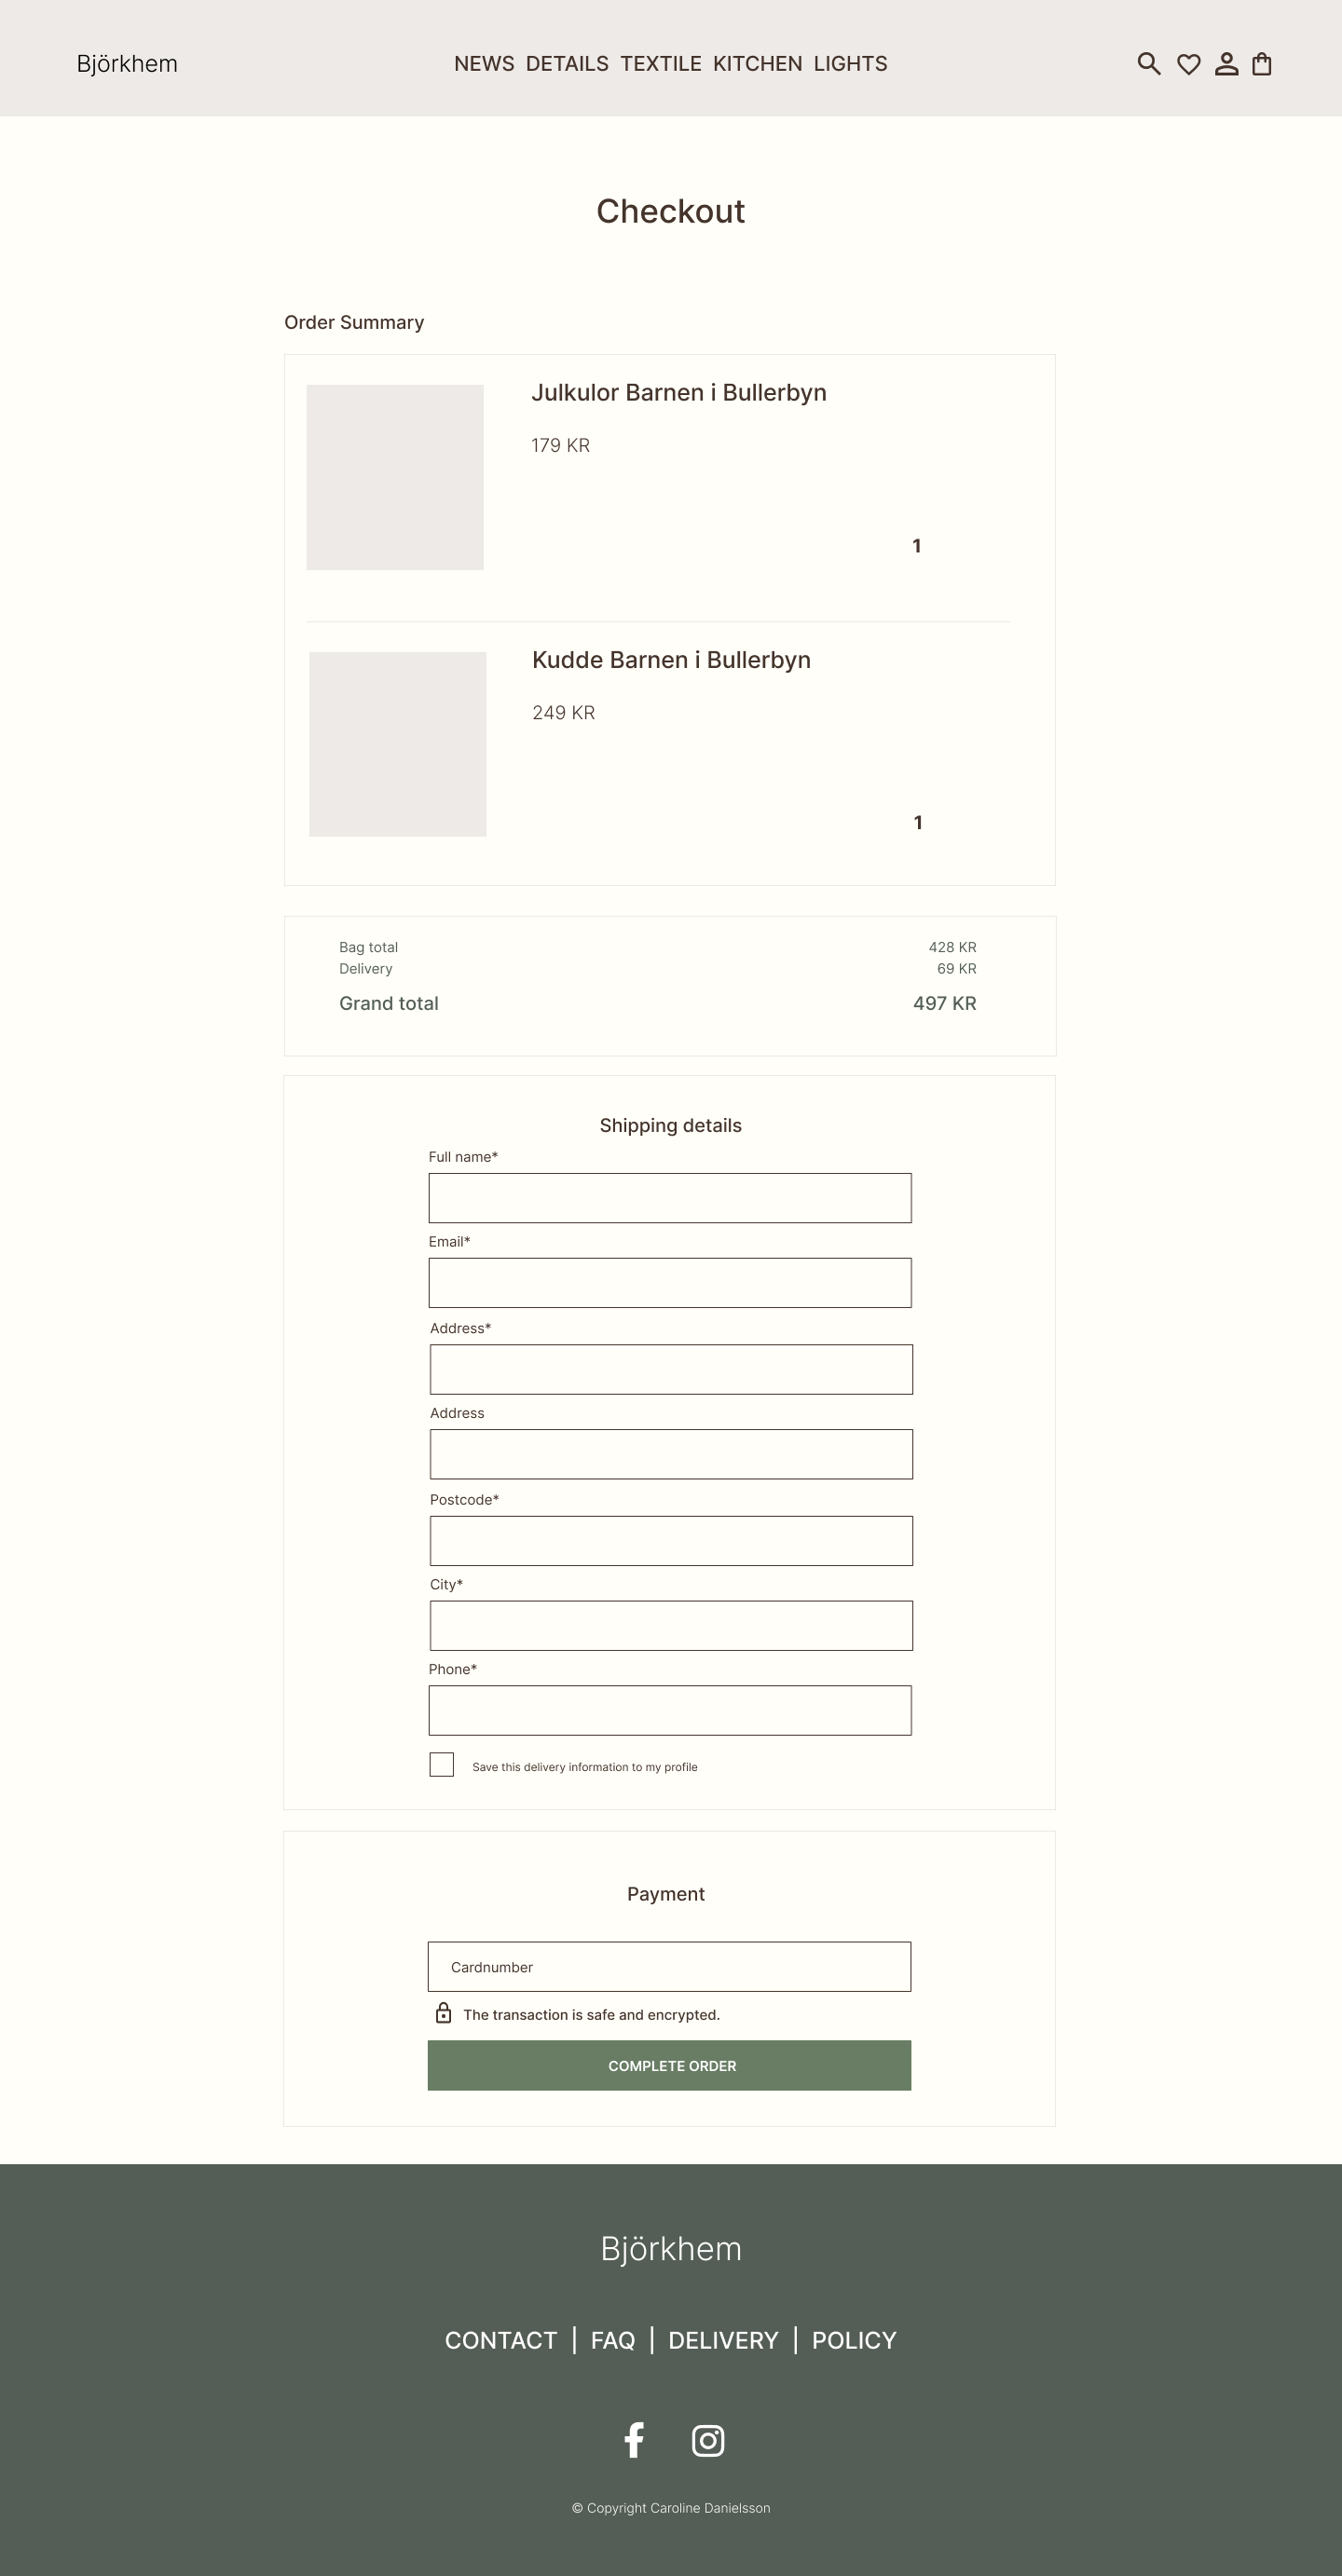 Björkhem
NEWS DETAILS TEXTILE KITCHEN LIGHTS
Checkout
Order Summary
Julkulor Barnen i Bullerbyn
179 KR
1
Kudde Barnen i Bullerbyn
249 KR
1
Bag total 428 KR
Delivery 69 KR
Grand total 497 KR
Shipping details
Full name*
Email*
Address*
Address
Postcode*
City*
Phone*
Save this delivery information to my profile
Payment
Cardnumber
The transaction is safe and encrypted.
COMPLETE ORDER
Björkhem
CONTACT | FAQ | DELIVERY | POLICY
© Copyright Caroline Danielsson